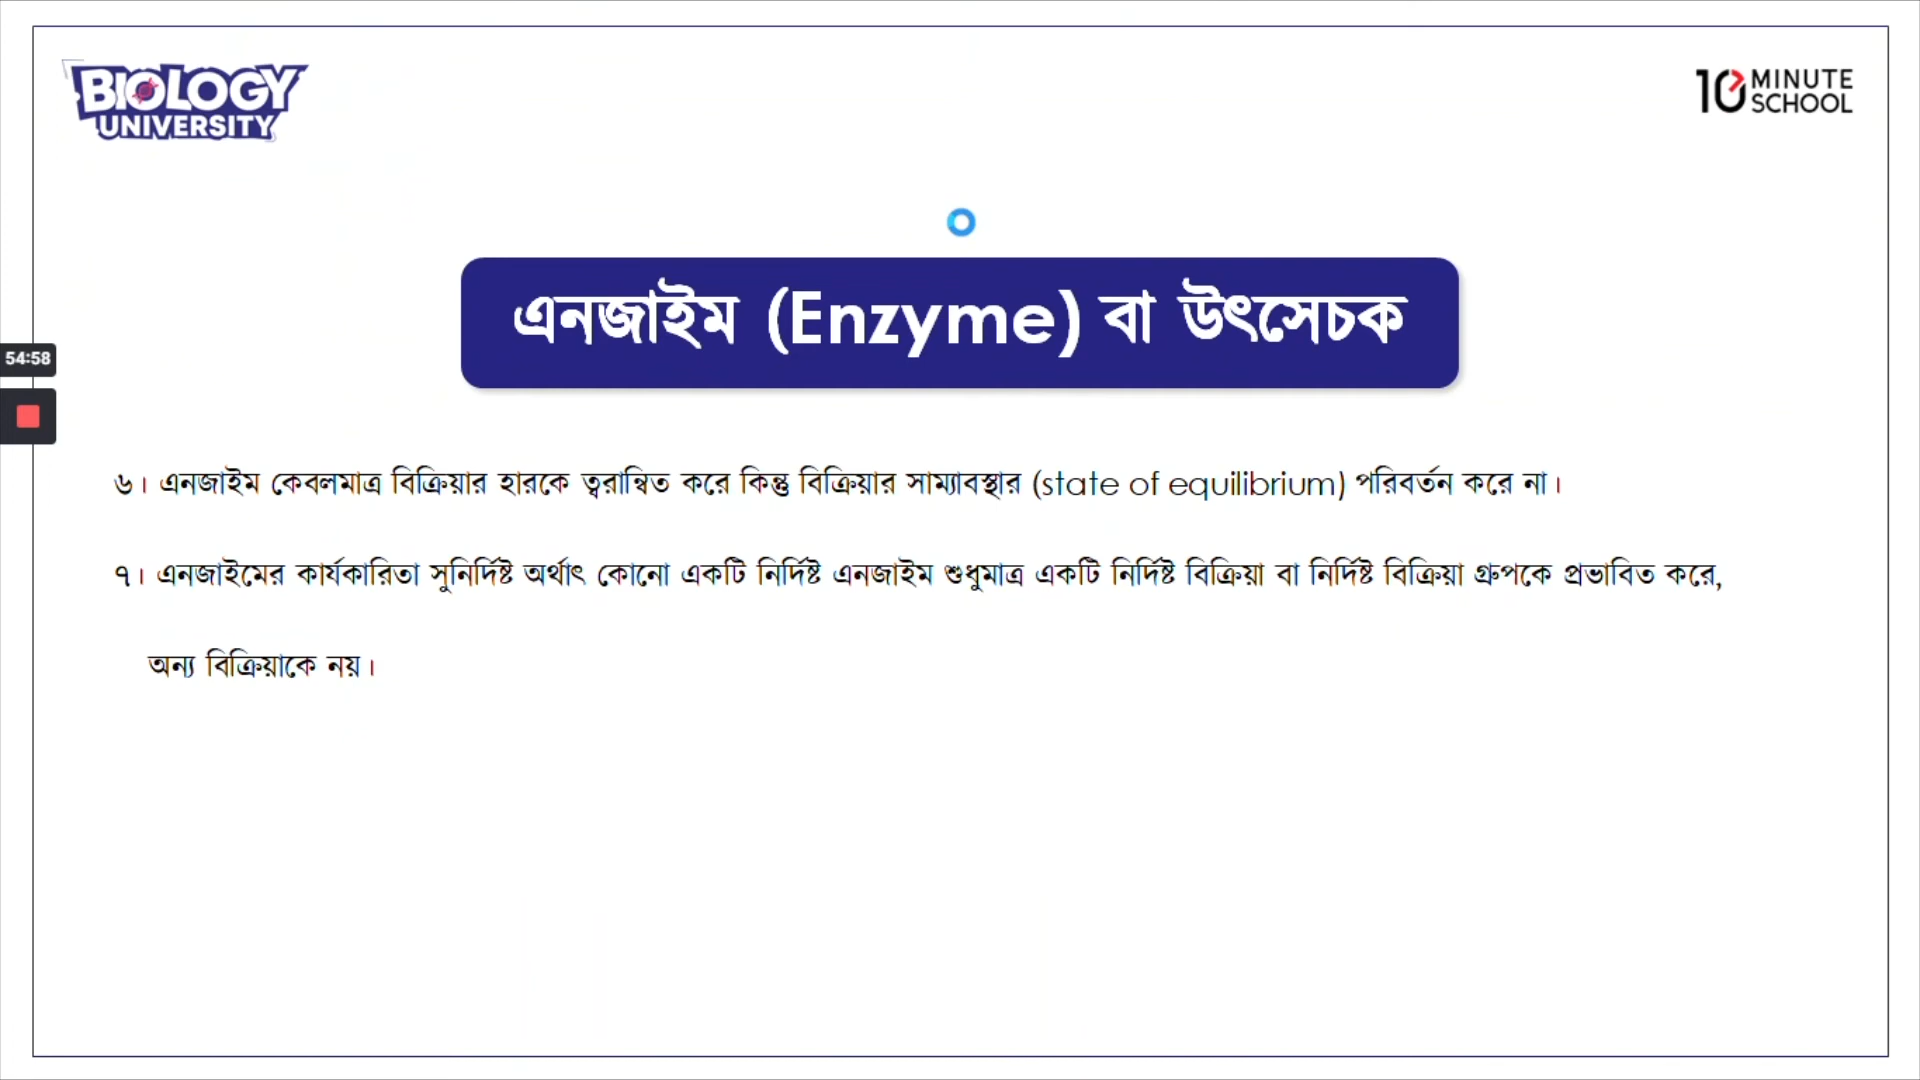 BIOLOGY
UNIVERSITY
10 MINUTE
SCHOOL
এনজাইম (Enzyme) বা উৎসেচক
54:58
৬। এনজাইম কেবলমাত্র বিক্রিয়ার হারকে ত্বরান্বিত করে কিন্তু বিক্রিয়ার সাম্যাবস্থার (state of equilibrium) পরিবর্তন করে না।
৭। এনজাইমের কার্যকারিতা সুনির্দিষ্ট অর্থাৎ কোনো একটি নির্দিষ্ট এনজাইম শুধুমাত্র একটি নির্দিষ্ট বিক্রিয়া বা নির্দিষ্ট বিক্রিয়া গ্রুপকে প্রভাবিত করে,
অন্য বিক্রিয়াকে নয়।